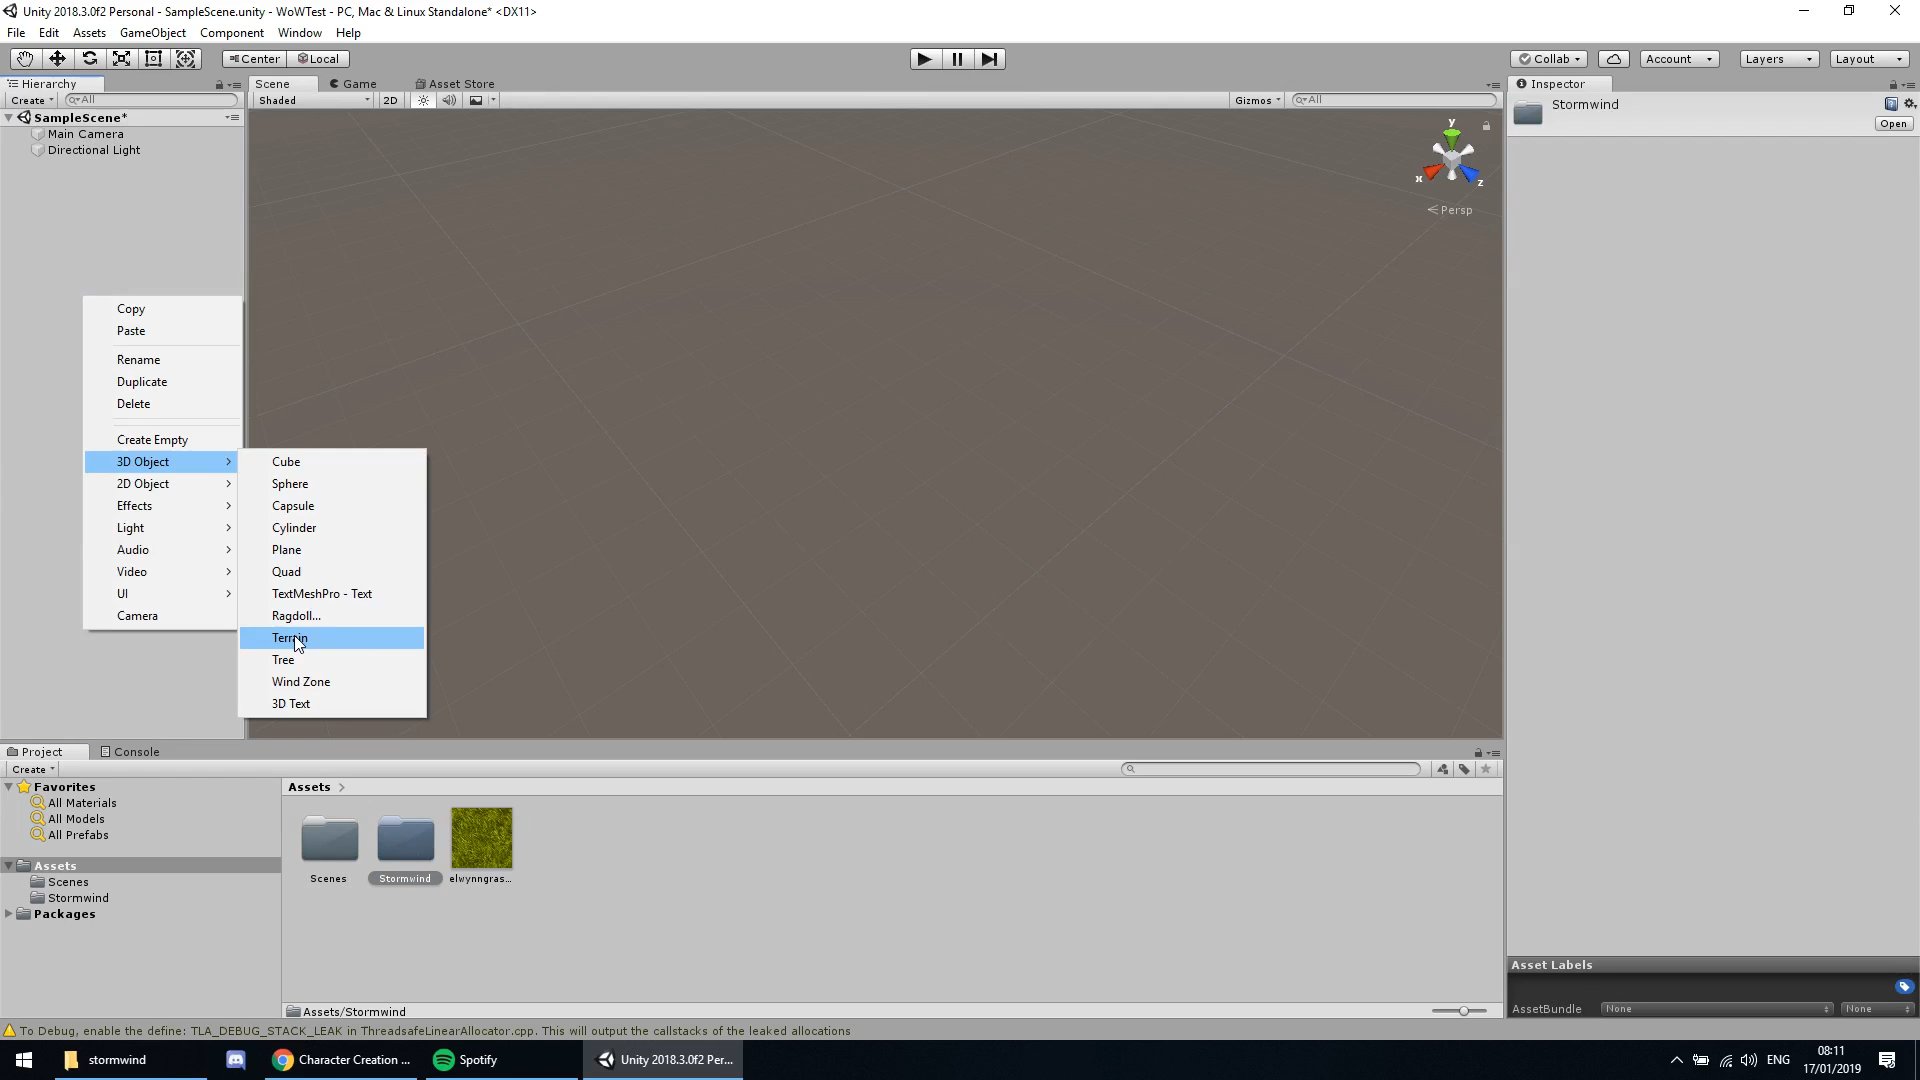 Unity 2018.3.0f2 Personal - SampleScene.unity - WoWTest - PC, Mac & Linux Standalone* <DX11>
File Edit Assets GameObject Component Window Help
Center Local Collab Account Layers Layout
Hierarchy Scene Game Asset Store Inspector
Create All Shaded 2D Gizmos All
SampleScene*
Main Camera
Directional Light
Stormwind
Open
y
x
z
Persp
Copy
Paste
Rename
Duplicate
Delete
Create Empty
3D Object
2D Object
Effects
Light
Audio
Video
UI
Camera
Cube
Sphere
Capsule
Cylinder
Plane
Quad
TextMeshPro - Text
Ragdoll...
Terrain
Tree
Wind Zone
3D Text
Project Console
Create
Favorites
All Materials
All Models
All Prefabs
Assets
Scenes
Stormwind
Packages
Assets
Scenes Stormwind elwynngras...
Assets/Stormwind
Asset Labels
AssetBundle None None
To Debug, enable the define: TLA_DEBUG_STACK_LEAK in ThreadsafeLinearAllocator.cpp. This will output the callstacks of the leaked allocations
stormwind Character Creation ... Spotify Unity 2018.3.0f2 Per...
ENG
08:11
17/01/2019